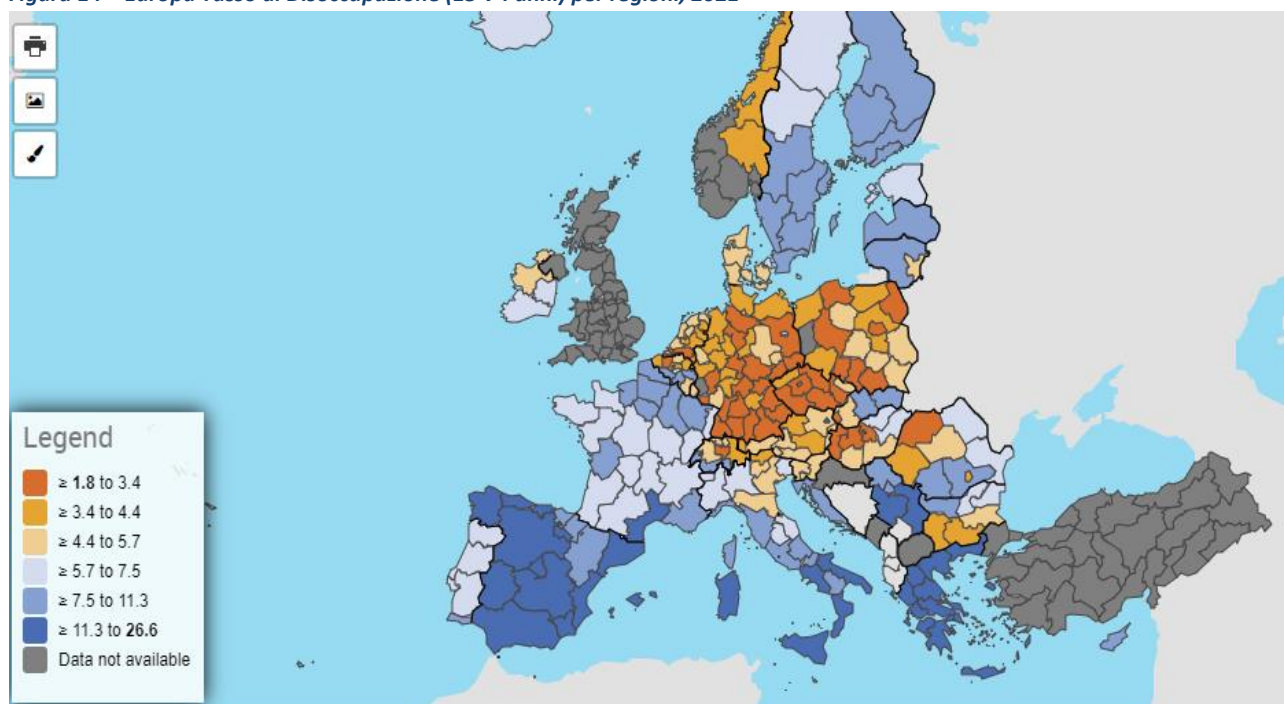 Legend
≥ 1.8 to 3.4
≥ 3.4 to 4.4
≥ 4.4 to 5.7
≥ 5.7 to 7.5
≥ 7.5 to 11.3
≥ 11.3 to 26.6
Data not available